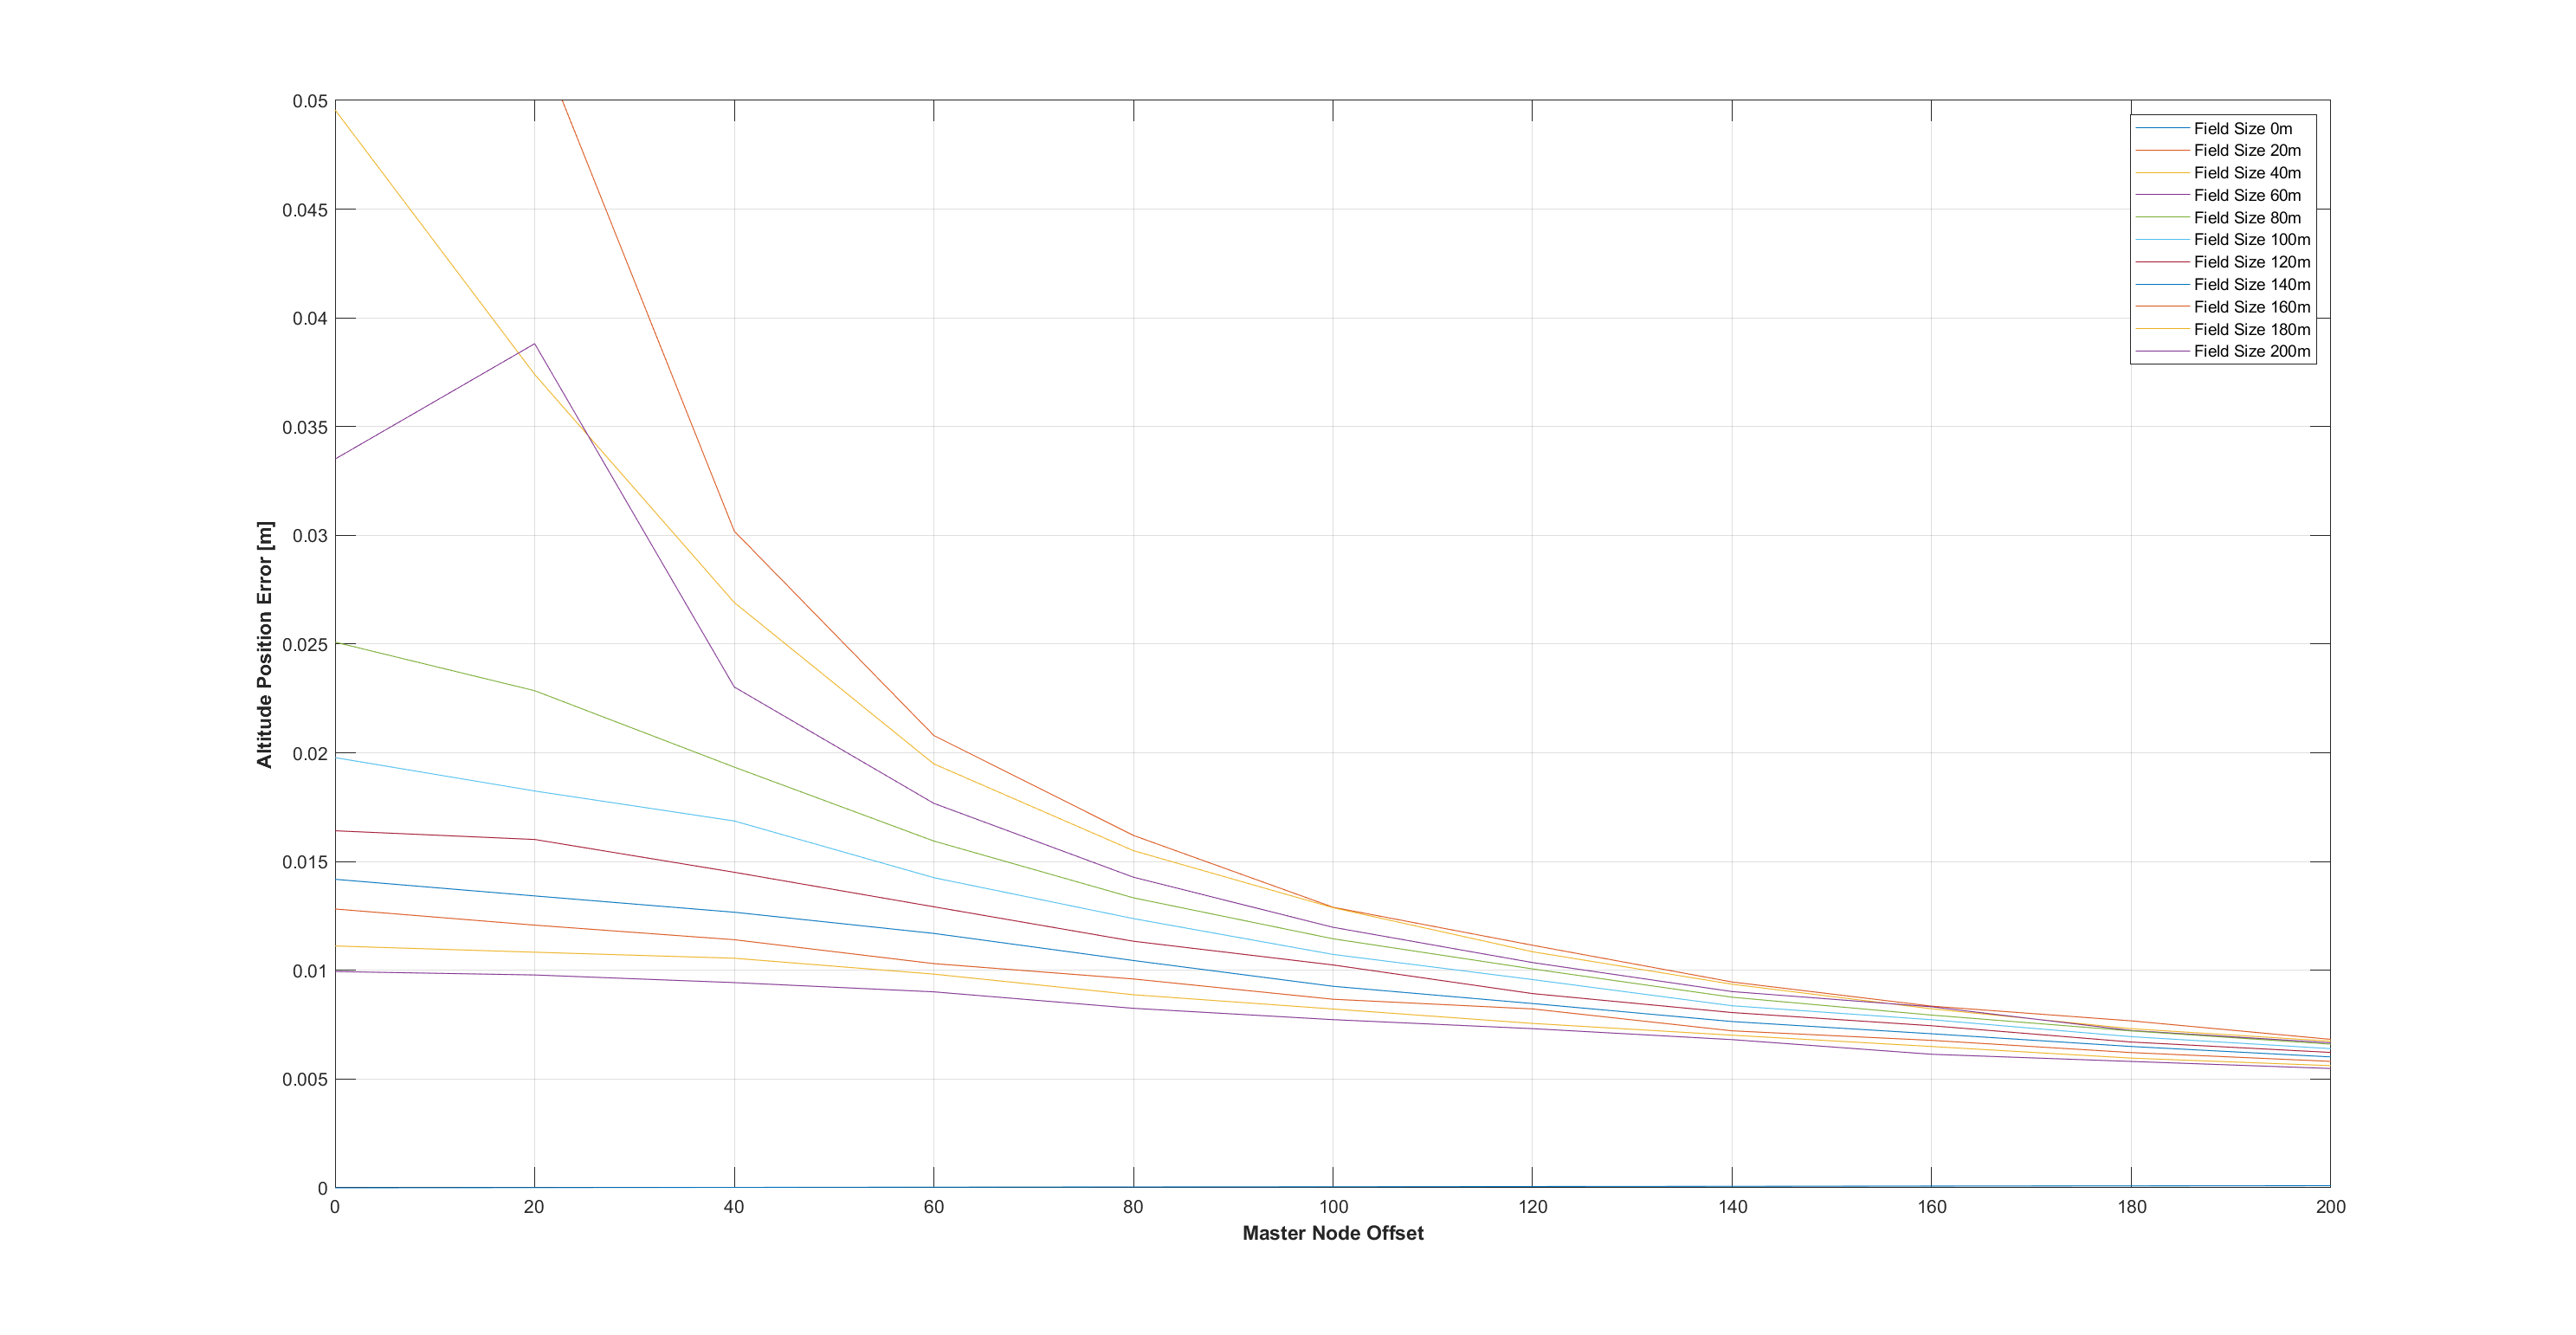 0.05
0.045
0.04
0.035
0.03
0.025
0.02
0.015
0.01
0.005
0
Altitude Position Error [m]
0 20 40 60 80 100 120 140 160 180 200
Master Node Offset
Field Size 0m
Field Size 20m
Field Size 40m
Field Size 60m
Field Size 80m
Field Size 100m
Field Size 120m
Field Size 140m
Field Size 160m
Field Size 180m
Field Size 200m